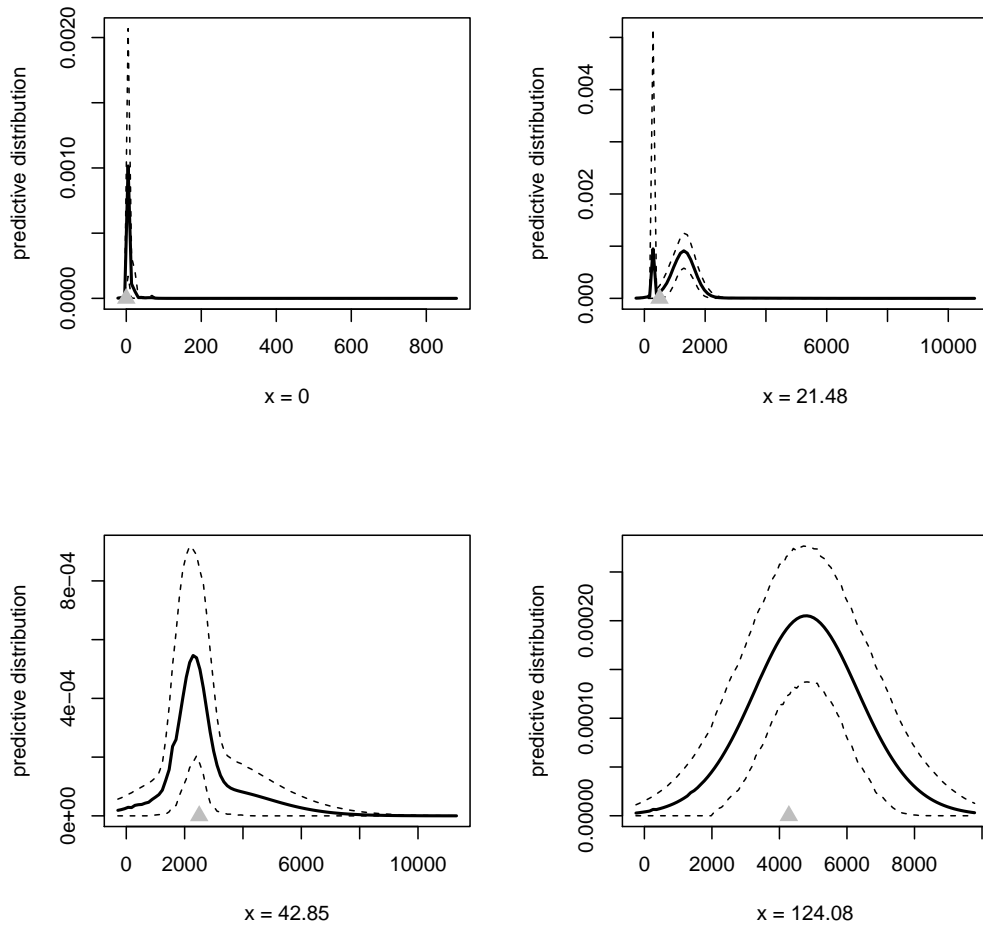 predictive distribution
0.0000 0.0010 0.0020
0 200 400 600 800
x = 0
predictive distribution
0.000 0.002 0.004
0 2000 6000 10000
x = 21.48
predictive distribution
0e+00 4e−04 8e−04
0 2000 6000 10000
x = 42.85
predictive distribution
0.00000 0.00010 0.00020
0 2000 4000 6000 8000
x = 124.08